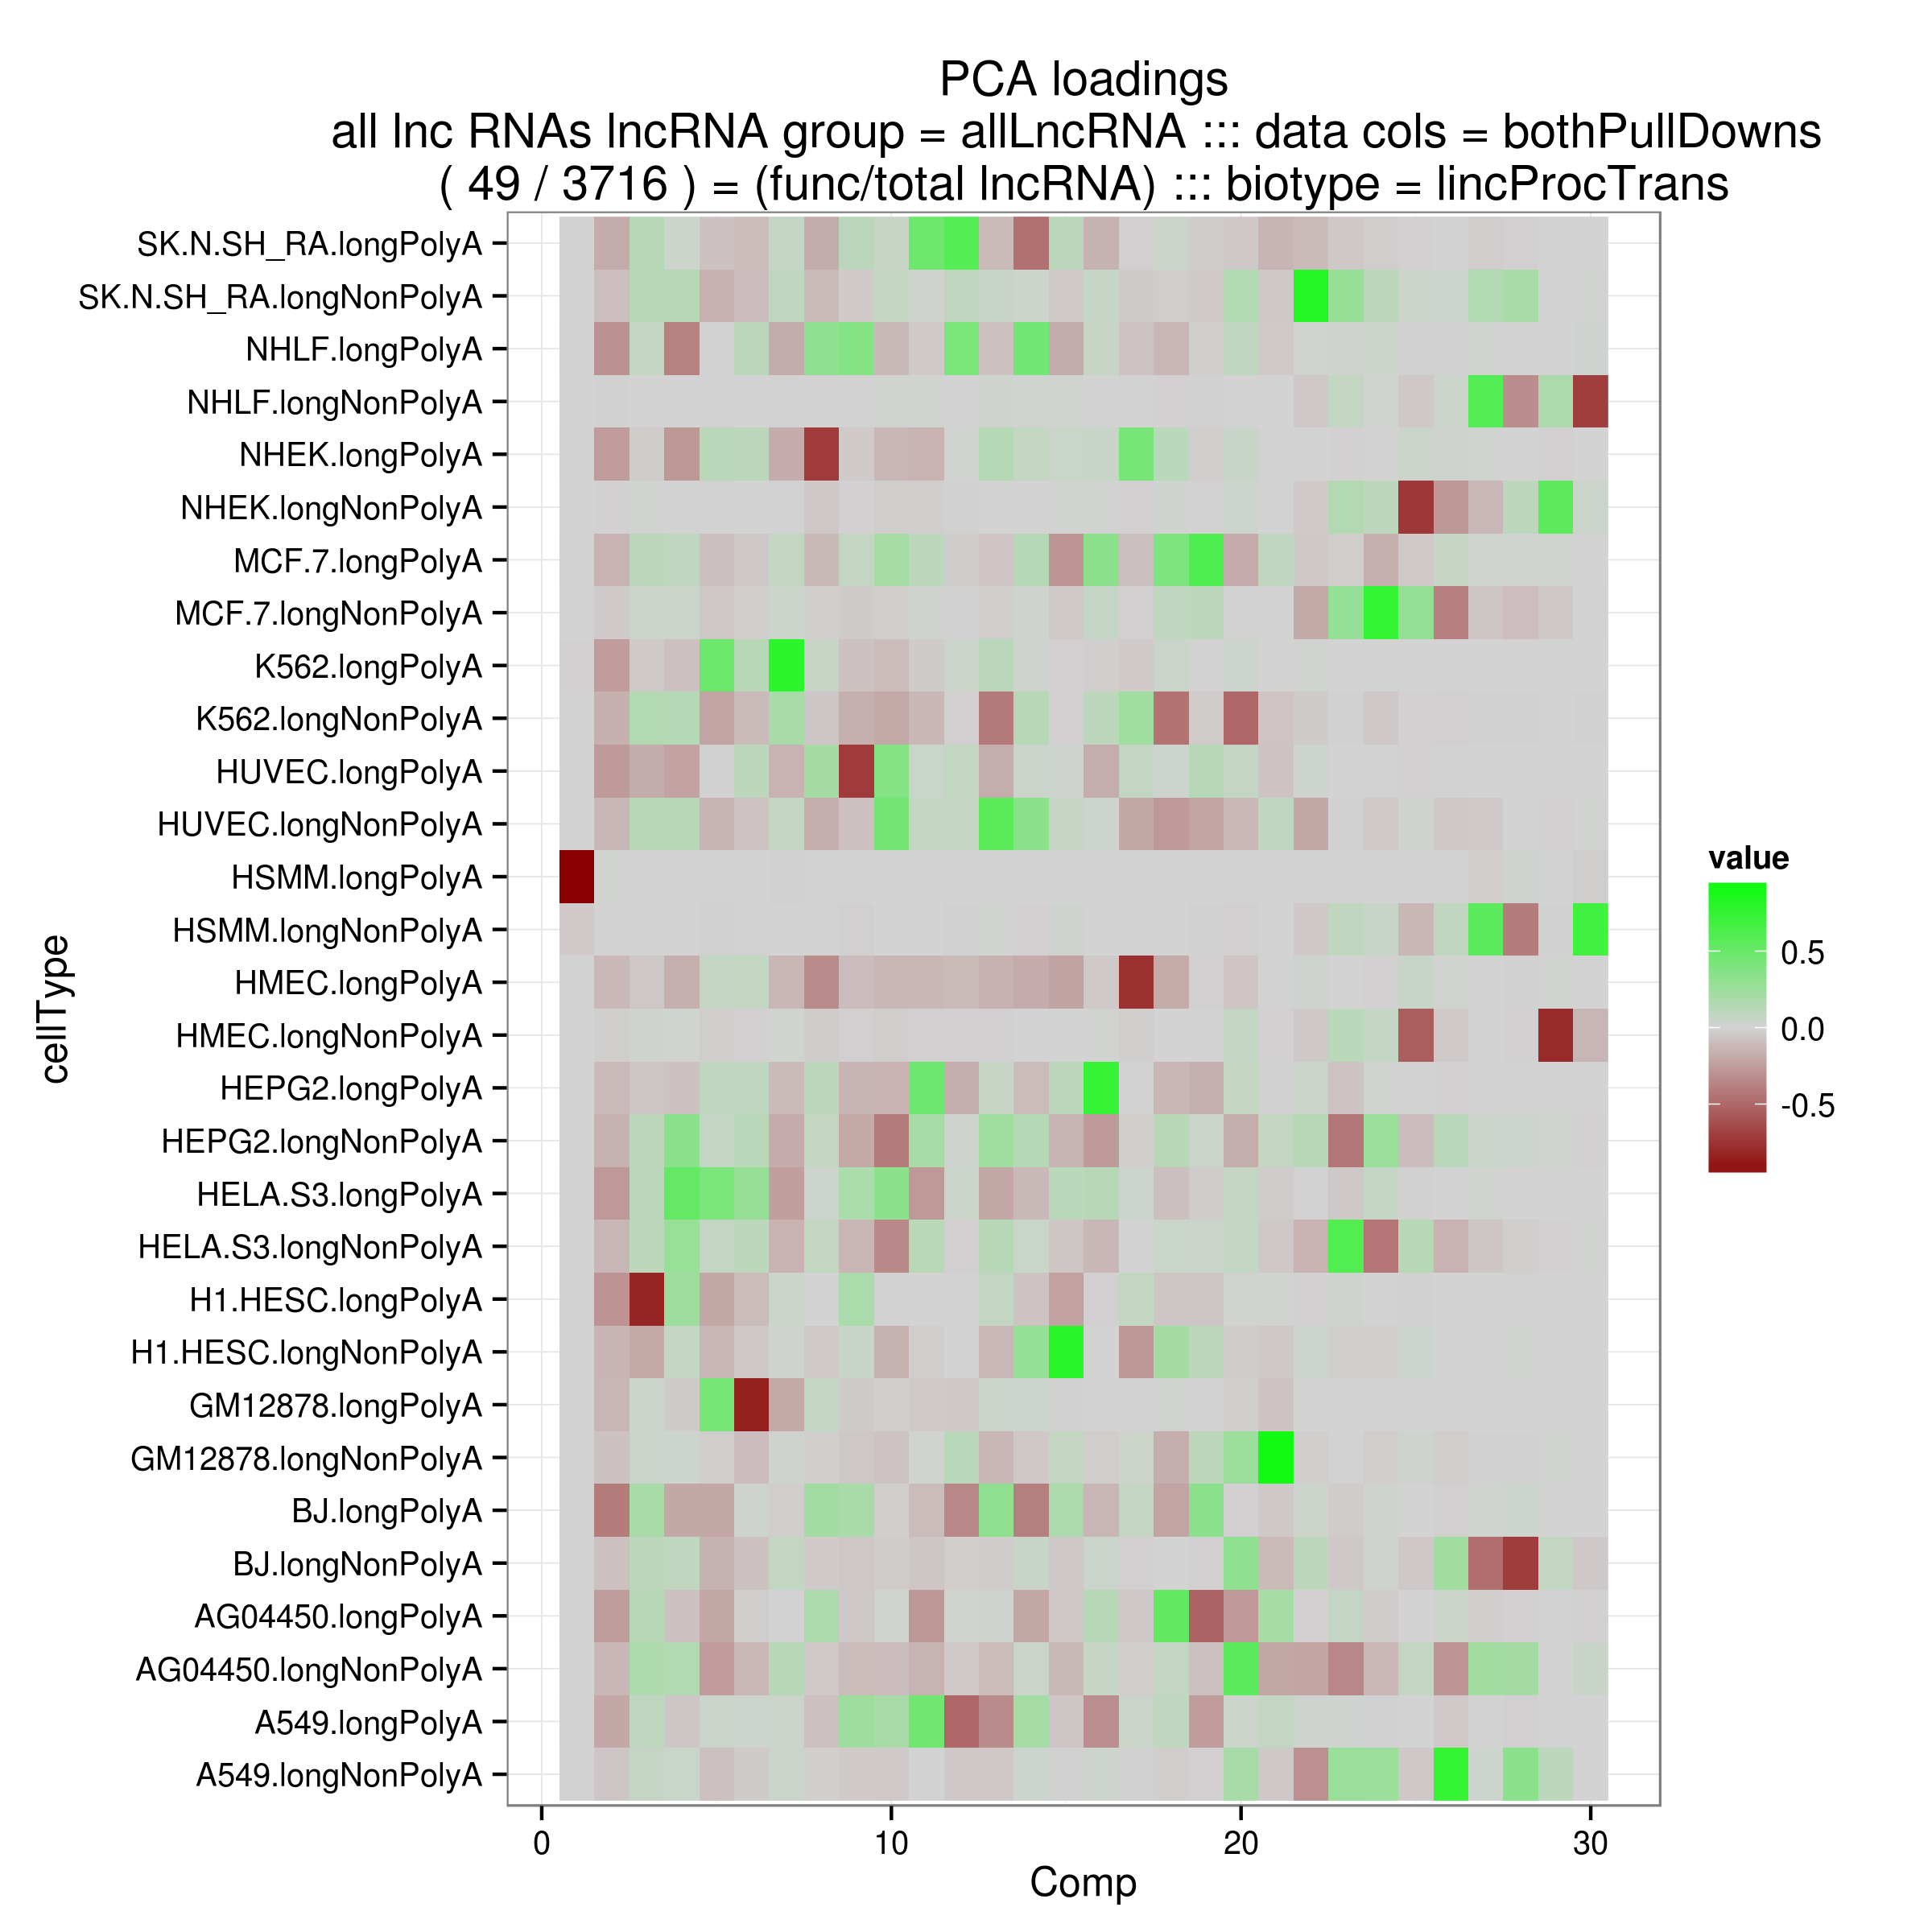 PCA loadings
all lnc RNAs lncRNA group = allLncRNA ::: data cols = bothPullDowns
( 49 / 3716 ) = (func/total lncRNA) ::: biotype = lincProcTrans
SK.N.SH_RA.longPolyA
SK.N.SH_RA.longNonPolyA
NHLF.longPolyA
NHLF.longNonPolyA
NHEK.longPolyA
NHEK.longNonPolyA
MCF.7.longPolyA
MCF.7.longNonPolyA
K562.longPolyA
K562.longNonPolyA
HUVEC.longPolyA
HUVEC.longNonPolyA
HSMM.longPolyA
HSMM.longNonPolyA
HMEC.longPolyA
HMEC.longNonPolyA
HEPG2.longPolyA
HEPG2.longNonPolyA
HELA.S3.longPolyA
HELA.S3.longNonPolyA
H1.HESC.longPolyA
H1.HESC.longNonPolyA
GM12878.longPolyA
GM12878.longNonPolyA
BJ.longPolyA
BJ.longNonPolyA
AG04450.longPolyA
AG04450.longNonPolyA
A549.longPolyA
A549.longNonPolyA
cellType
0 10 20 30
Comp
value
0.5
0.0
-0.5